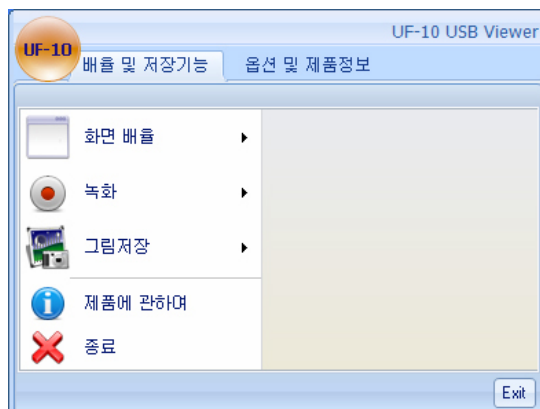 UF-10 USB Viewer
UF-10
배율 및 저장기능
옵션 및 제품정보
화면 배율
녹화
그림저장
제품에 관하여
종료
Exit